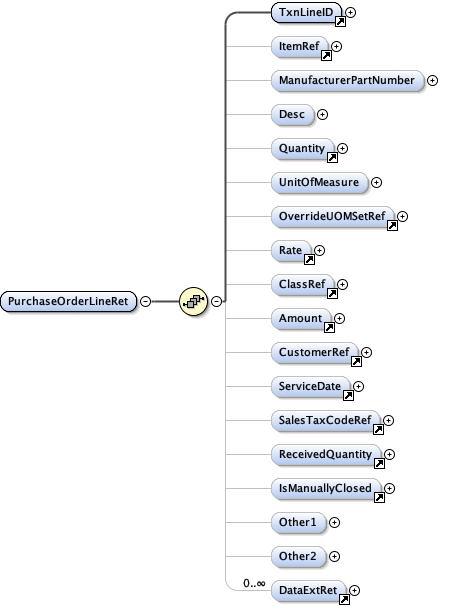 TxnLineID
ItemRef
ManufacturerPartNumber
Desc
Quantity
UnitOfMeasure
OverrideUOMSetRef
Rate
ClassRef
PurchaseOrderLineRet
Amount
CustomerRef
ServiceDate
SalesTaxCodeRef
ReceivedQuantity
IsManuallyClosed
Other1
Other2
0..∞
DataExtRet